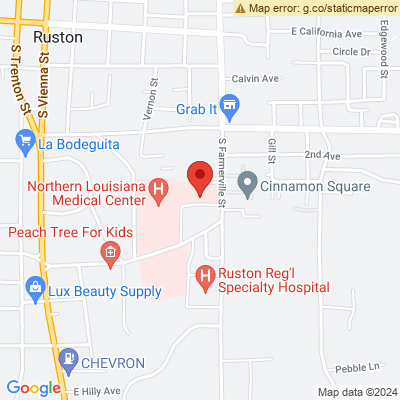 Map error: g.co/staticmaperror
Ruston
E California Ave
Circle Dr
Edgewood St
S Trenton St
S Vienna St
Vernon St
Calvin Ave
Grab It
La Bodeguita
S Farmerville St
Gill St
2nd Ave
Northern Louisiana
Medical Center
H
Cinnamon Square
Peach Tree For Kids
H
Ruston Reg'l
Specialty Hospital
Lux Beauty Supply
CHEVRON
Pebble Ln
Google
E Hilly Ave
Map data ©2024